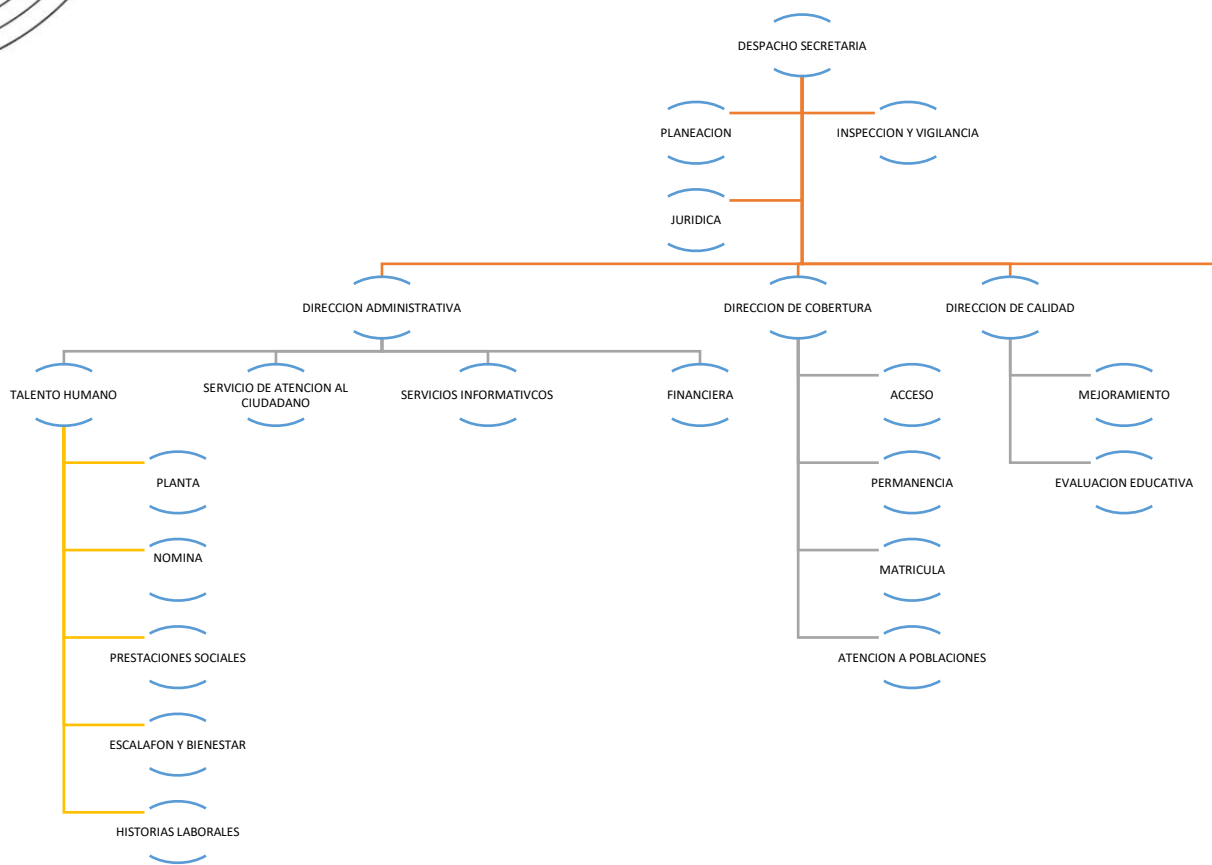 DESPACHO SECRETARIA
PLANEACION
INSPECCION Y VIGILANCIA
JURIDICA
DIRECCION ADMINISTRATIVA
DIRECCION DE COBERTURA
DIRECCION DE CALIDAD
TALENTO HUMANO
SERVICIO DE ATENCION AL
CIUDADANO
SERVICIOS INFORMATIVCOS
FINANCIERA
ACCESO
MEJORAMIENTO
PLANTA
PERMANENCIA
EVALUACION EDUCATIVA
NOMINA
MATRICULA
PRESTACIONES SOCIALES
ATENCION A POBLACIONES
ESCALAFON Y BIENESTAR
HISTORIAS LABORALES